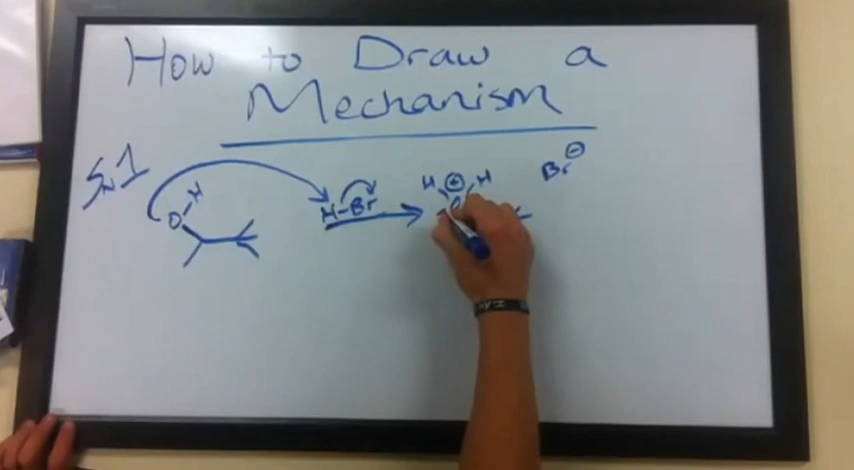 How to Draw a
Mechanism
SN1
H
O
H-Br
H ⊕ H
O
Br ⊖